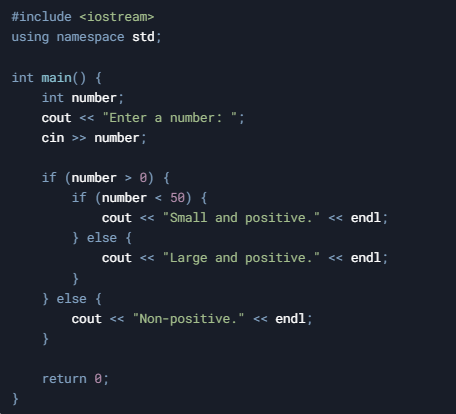 #include <iostream>
using namespace std;

int main() {
    int number;
    cout << "Enter a number: ";
    cin >> number;

    if (number > 0) {
        if (number < 50) {
            cout << "Small and positive." << endl;
        } else {
            cout << "Large and positive." << endl;
        }
    } else {
        cout << "Non-positive." << endl;
    }

    return 0;
}